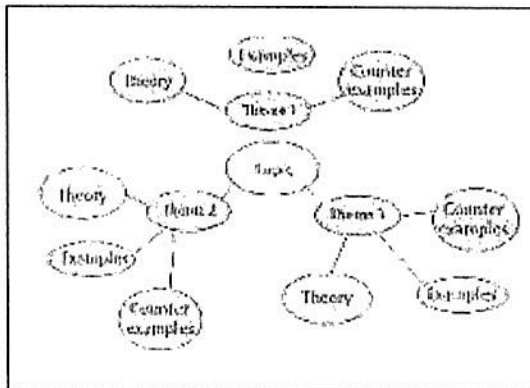 Examples
Theory
Counter
examples
Theme 1
Topic
Theory
Theme 2
Examples
Counter
examples
Theme 3
Counter
examples
Theory
Examples